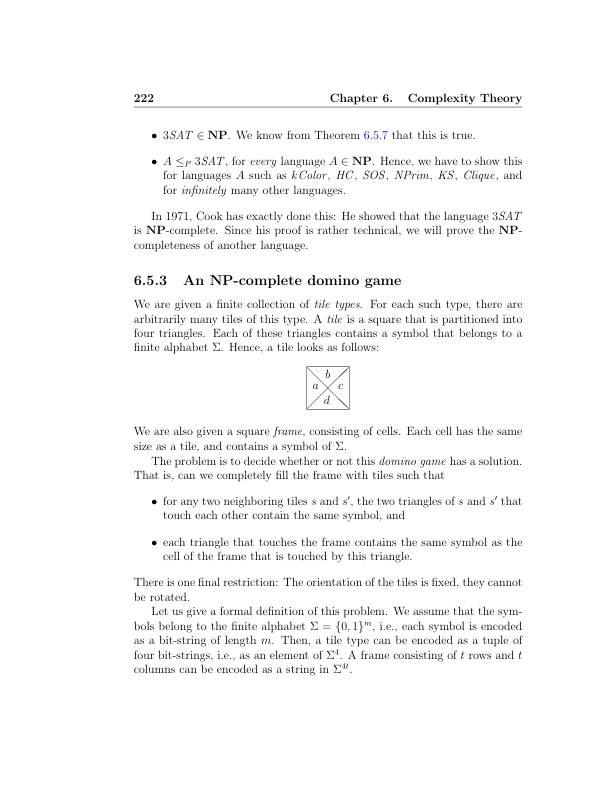 222 Chapter 6. Complexity Theory
• 3SAT ∈ NP. We know from Theorem 6.5.7 that this is true.
• A ≤P 3SAT, for every language A ∈ NP. Hence, we have to show this
for languages A such as kColor, HC, SOS, NPrim, KS, Clique, and
for infinitely many other languages.
In 1971, Cook has exactly done this: He showed that the language 3SAT
is NP-complete. Since his proof is rather technical, we will prove the NP-
completeness of another language.
6.5.3 An NP-complete domino game
We are given a finite collection of tile types. For each such type, there are
arbitrarily many tiles of this type. A tile is a square that is partitioned into
four triangles. Each of these triangles contains a symbol that belongs to a
finite alphabet Σ. Hence, a tile looks as follows:
b
a c
d
We are also given a square frame, consisting of cells. Each cell has the same
size as a tile, and contains a symbol of Σ.
The problem is to decide whether or not this domino game has a solution.
That is, can we completely fill the frame with tiles such that
• for any two neighboring tiles s and s′, the two triangles of s and s′ that
touch each other contain the same symbol, and
• each triangle that touches the frame contains the same symbol as the
cell of the frame that is touched by this triangle.
There is one final restriction: The orientation of the tiles is fixed, they cannot
be rotated.
Let us give a formal definition of this problem. We assume that the sym-
bols belong to the finite alphabet Σ = {0, 1}ᵐ, i.e., each symbol is encoded
as a bit-string of length m. Then, a tile type can be encoded as a tuple of
four bit-strings, i.e., as an element of Σ⁴. A frame consisting of t rows and t
columns can be encoded as a string in Σ⁴ᵗ.